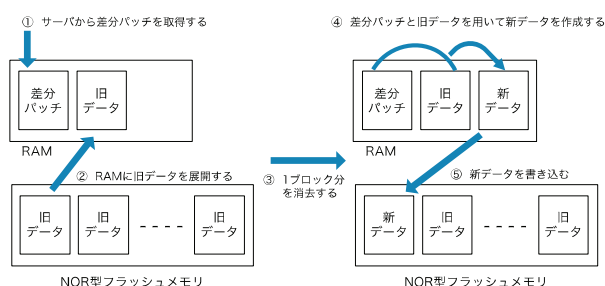 ① サーバから差分パッチを取得する
差分
パッチ
旧
データ
RAM
② RAMに旧データを展開する
旧
データ
旧
データ
旧
データ
NOR型フラッシュメモリ
③ 1ブロック分
を消去する
④ 差分パッチと旧データを用いて新データを作成する
差分
パッチ
旧
データ
新
データ
RAM
⑤ 新データを書き込む
新
データ
旧
データ
旧
データ
NOR型フラッシュメモリ